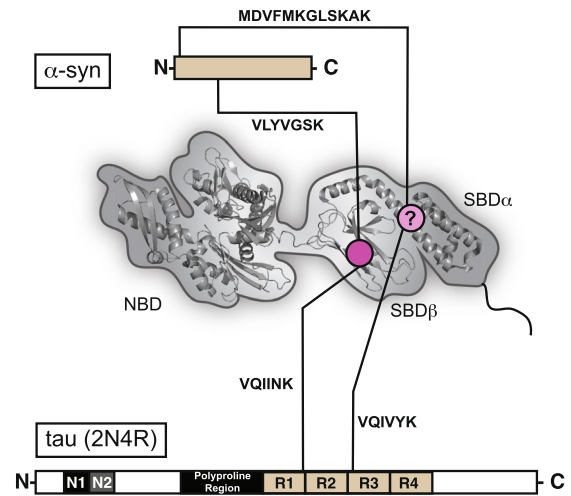 MDVFMKGLSKAK
α-syn
N
C
VLYVGSK
SBDα
?
NBD
SBDβ
VQIINK
VQIVYK
tau (2N4R)
N
N1
N2
Polyproline
Region
R1
R2
R3
R4
C